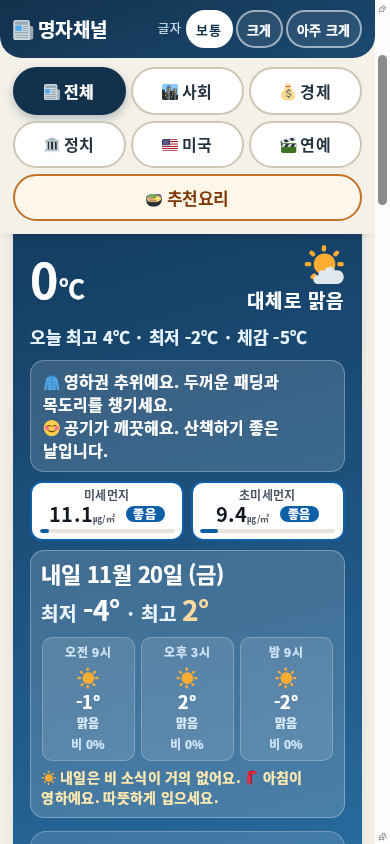 명자채널 글자 보통 크게 아주 크게
전체 사회 경제
정치 미국 연예
추천요리
0°C
대체로 맑음
오늘 최고 4°C · 최저 -2°C · 체감 -5°C
영하권 추위예요. 두꺼운 패딩과
목도리를 챙기세요.
공기가 깨끗해요. 산책하기 좋은
날입니다.
미세먼지 초미세먼지
11.1㎍/㎥ 좋음 9.4㎍/㎥ 좋음
내일 11월 20일 (금)
최저 -4° · 최고 2°
오전 9시 오후 3시 밤 9시
-1° 2° -2°
맑음 맑음 맑음
비 0% 비 0% 비 0%
내일은 비 소식이 거의 없어요. 아침이
영하예요. 따뜻하게 입으세요.